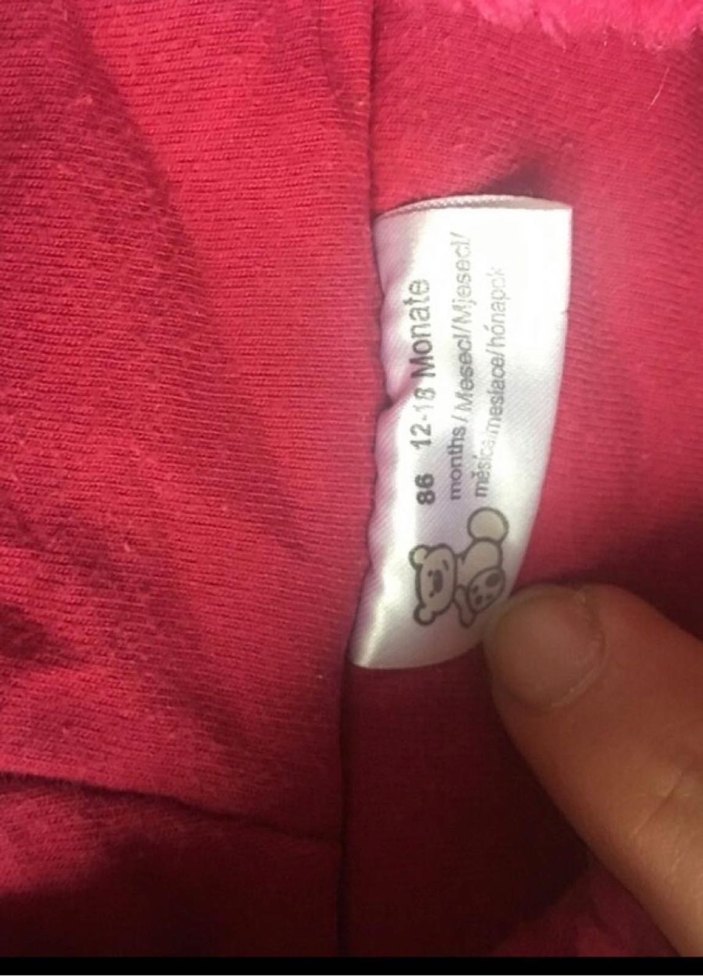 86 12-18 Monate
months / Meseci/Mjeseci/
měsíce/mesiace/hónapok